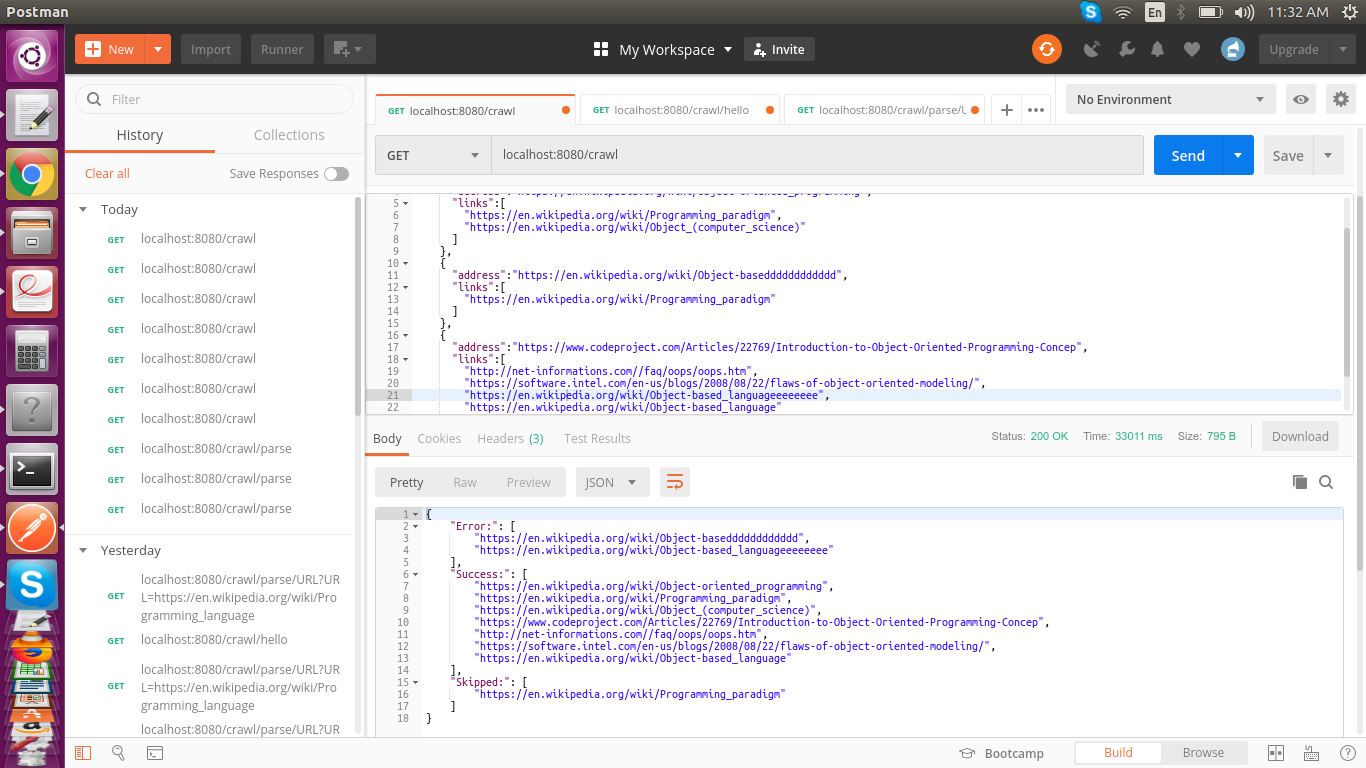 Postman
En
11:32 AM
New
Import
Runner
My Workspace
Invite
Upgrade
Filter
History
Collections
Clear all
Save Responses
Today
GET localhost:8080/crawl
GET localhost:8080/crawl
GET localhost:8080/crawl
GET localhost:8080/crawl
GET localhost:8080/crawl
GET localhost:8080/crawl
GET localhost:8080/crawl
GET localhost:8080/crawl/parse
GET localhost:8080/crawl/parse
GET localhost:8080/crawl/parse
Yesterday
GET localhost:8080/crawl/parse/URL?UR
L=https://en.wikipedia.org/wiki/Pro
gramming_language
GET localhost:8080/crawl/hello
GET localhost:8080/crawl/parse/URL?UR
L=https://en.wikipedia.org/wiki/Pro
gramming_language
localhost:8080/crawl/parse/URL?UR
GET localhost:8080/crawl
GET localhost:8080/crawl/hello
GET localhost:8080/crawl/parse/U
No Environment
GET
localhost:8080/crawl
Send
Save
5 "links":[
6 "https://en.wikipedia.org/wiki/Programming_paradigm",
7 "https://en.wikipedia.org/wiki/Object_(computer_science)"
8 ]
9 },
10 {
11 "address":"https://en.wikipedia.org/wiki/Object-baseddddddddddddd",
12 "links":[
13 "https://en.wikipedia.org/wiki/Programming_paradigm"
14 ]
15 },
16 {
17 "address":"https://www.codeproject.com/Articles/22769/Introduction-to-Object-Oriented-Programming-Concep",
18 "links":[
19 "http://net-informations.com//faq/oops/oops.htm",
20 "https://software.intel.com/en-us/blogs/2008/08/22/flaws-of-object-oriented-modeling/",
21 "https://en.wikipedia.org/wiki/Object-based_languageeeeeeee",
22 "https://en.wikipedia.org/wiki/Object-based_language"
Body
Cookies
Headers (3)
Test Results
Status: 200 OK
Time: 33011 ms
Size: 795 B
Download
Pretty
Raw
Preview
JSON
1 {
2 "Error:": [
3 "https://en.wikipedia.org/wiki/Object-baseddddddddddddd",
4 "https://en.wikipedia.org/wiki/Object-based_languageeeeeeee"
5 ],
6 "Success:": [
7 "https://en.wikipedia.org/wiki/Object-oriented_programming",
8 "https://en.wikipedia.org/wiki/Programming_paradigm",
9 "https://en.wikipedia.org/wiki/Object_(computer_science)",
10 "https://www.codeproject.com/Articles/22769/Introduction-to-Object-Oriented-Programming-Concep",
11 "http://net-informations.com//faq/oops/oops.htm",
12 "https://software.intel.com/en-us/blogs/2008/08/22/flaws-of-object-oriented-modeling/",
13 "https://en.wikipedia.org/wiki/Object-based_language"
14 ],
15 "Skipped:": [
16 "https://en.wikipedia.org/wiki/Programming_paradigm"
17 ]
18 }
Bootcamp
Build
Browse